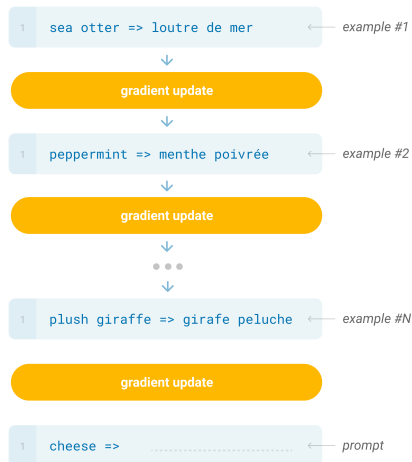 1 sea otter => loutre de mer ← example #1
gradient update
1 peppermint => menthe poivrée ← example #2
gradient update
1 plush giraffe => girafe peluche ← example #N
gradient update
1 cheese => ← prompt